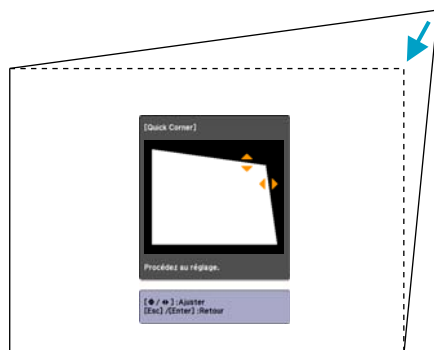 [Quick Corner]
Procédez au réglage.
[ / ] :Ajuster
[Esc] /[Enter] :Retour